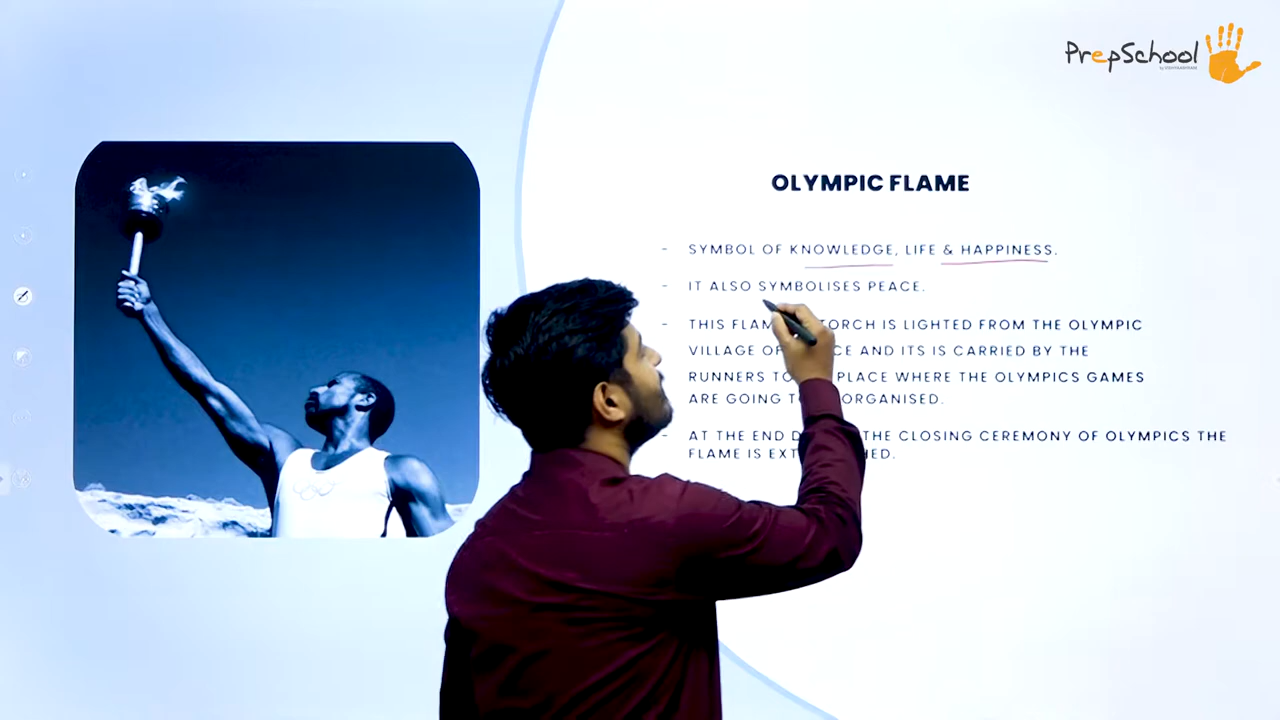 PrepSchool
OLYMPIC FLAME
- SYMBOL OF KNOWLEDGE, LIFE & HAPPINESS.
- IT ALSO SYMBOLISES PEACE.
- THIS FLAM TORCH IS LIGHTED FROM THE OLYMPIC
VILLAGE OF CE AND ITS IS CARRIED BY THE
RUNNERS TO PLACE WHERE THE OLYMPICS GAMES
ARE GOING T ORGANISED.
- AT THE END D THE CLOSING CEREMONY OF OLYMPICS THE
FLAME IS EXT HED.